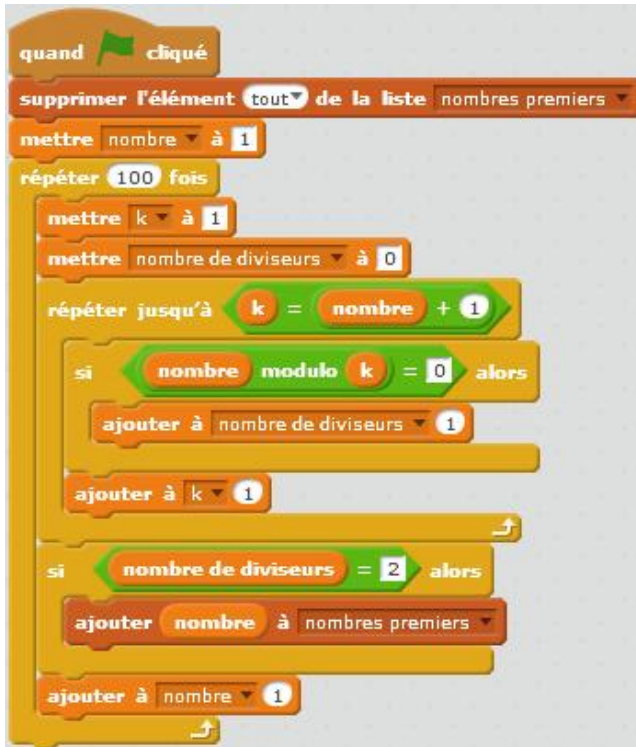 quand cliqué
supprimer l'élément tout de la liste nombres premiers
mettre nombre à 1
répéter 100 fois
mettre k à 1
mettre nombre de diviseurs à 0
répéter jusqu'à k = nombre + 1
si nombre modulo k = 0 alors
ajouter à nombre de diviseurs 1
ajouter à k 1
si nombre de diviseurs = 2 alors
ajouter nombre à nombres premiers
ajouter à nombre 1